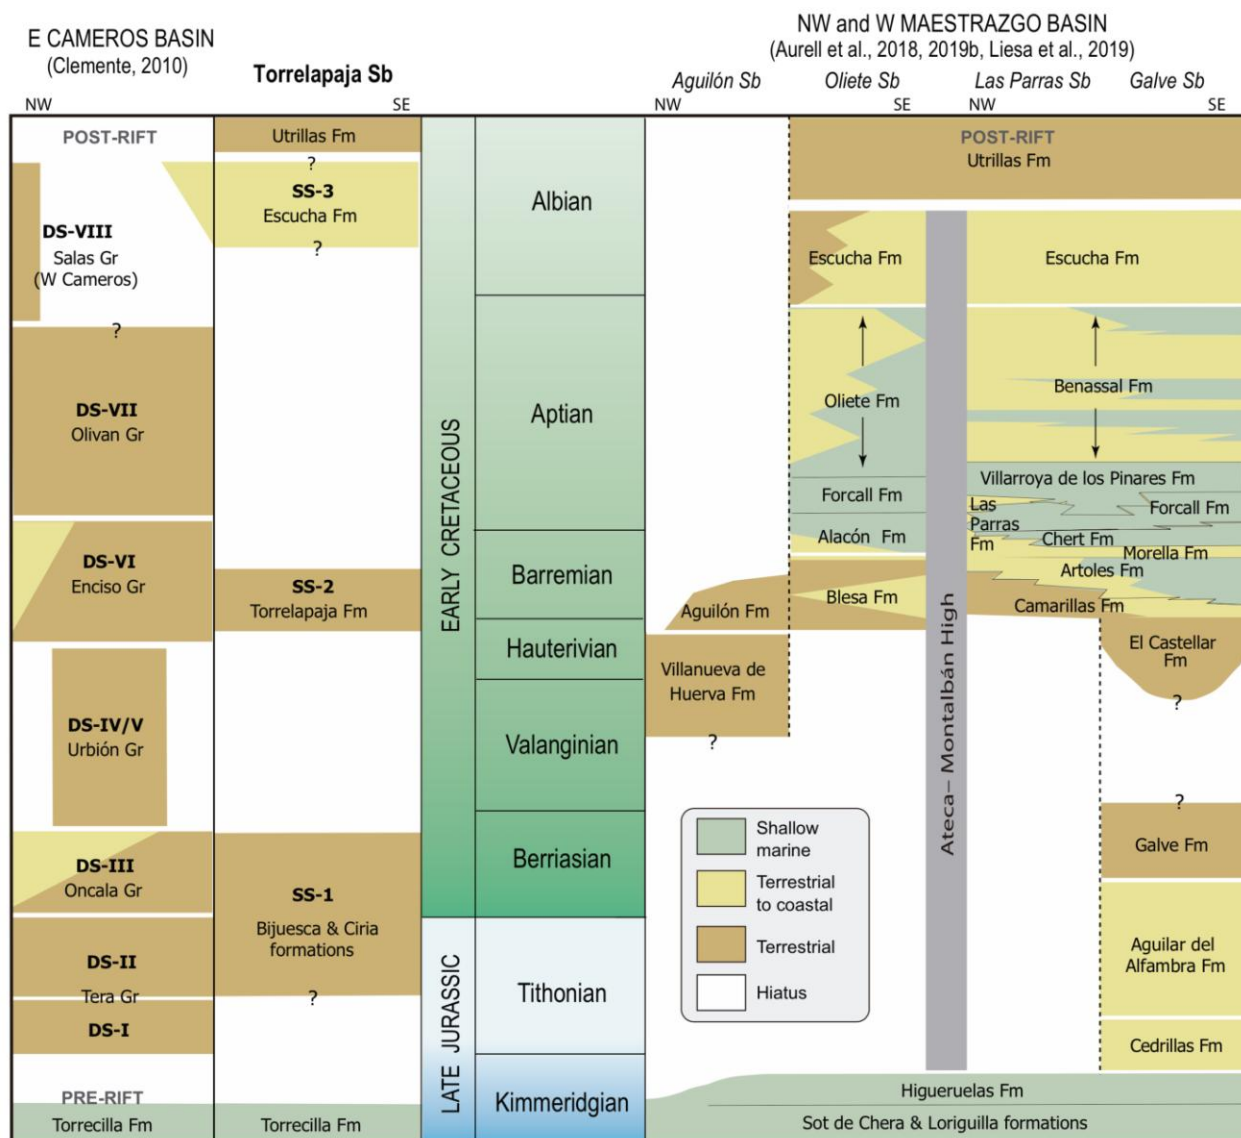 E CAMEROS BASIN
(Clemente, 2010)
Torrelapaja Sb
NW
SE
POST-RIFT
DS-VIII
Salas Gr
(W Cameros)
?
DS-VII
Olivan Gr
DS-VI
Enciso Gr
DS-IV/V
Urbión Gr
DS-III
Oncala Gr
DS-II
Tera Gr
DS-I
PRE-RIFT
Torrecilla Fm
Utrillas Fm
?
SS-3
Escucha Fm
?
SS-2
Torrelapaja Fm
SS-1
Bijuesca & Ciria
formations
?
Torrecilla Fm
EARLY CRETACEOUS
LATE JURASSIC
Albian
Aptian
Barremian
Hauterivian
Valanginian
Berriasian
Tithonian
Kimmeridgian
NW and W MAESTRAZGO BASIN
(Aurell et al., 2018, 2019b, Liesa et al., 2019)
Aguilón Sb
Oliete Sb
Las Parras Sb
Galve Sb
NW
SE
NW
SE
POST-RIFT
Utrillas Fm
Escucha Fm
Escucha Fm
Oliete Fm
Benassal Fm
Villarroya de los Pinares Fm
Forcall Fm
Las
Parras
Fm
Forcall Fm
Alacón Fm
Chert Fm
Morella Fm
Artoles Fm
Aguilón Fm
Blesa Fm
Camarillas Fm
Villanueva de
Huerva Fm
?
El Castellar
Fm
?
Ateca–Montalbán High
?
Galve Fm
Aguilar del
Alfambra Fm
Cedrillas Fm
Shallow
marine
Terrestrial
to coastal
Terrestrial
Hiatus
Higueruelas Fm
Sot de Chera & Loriguilla formations